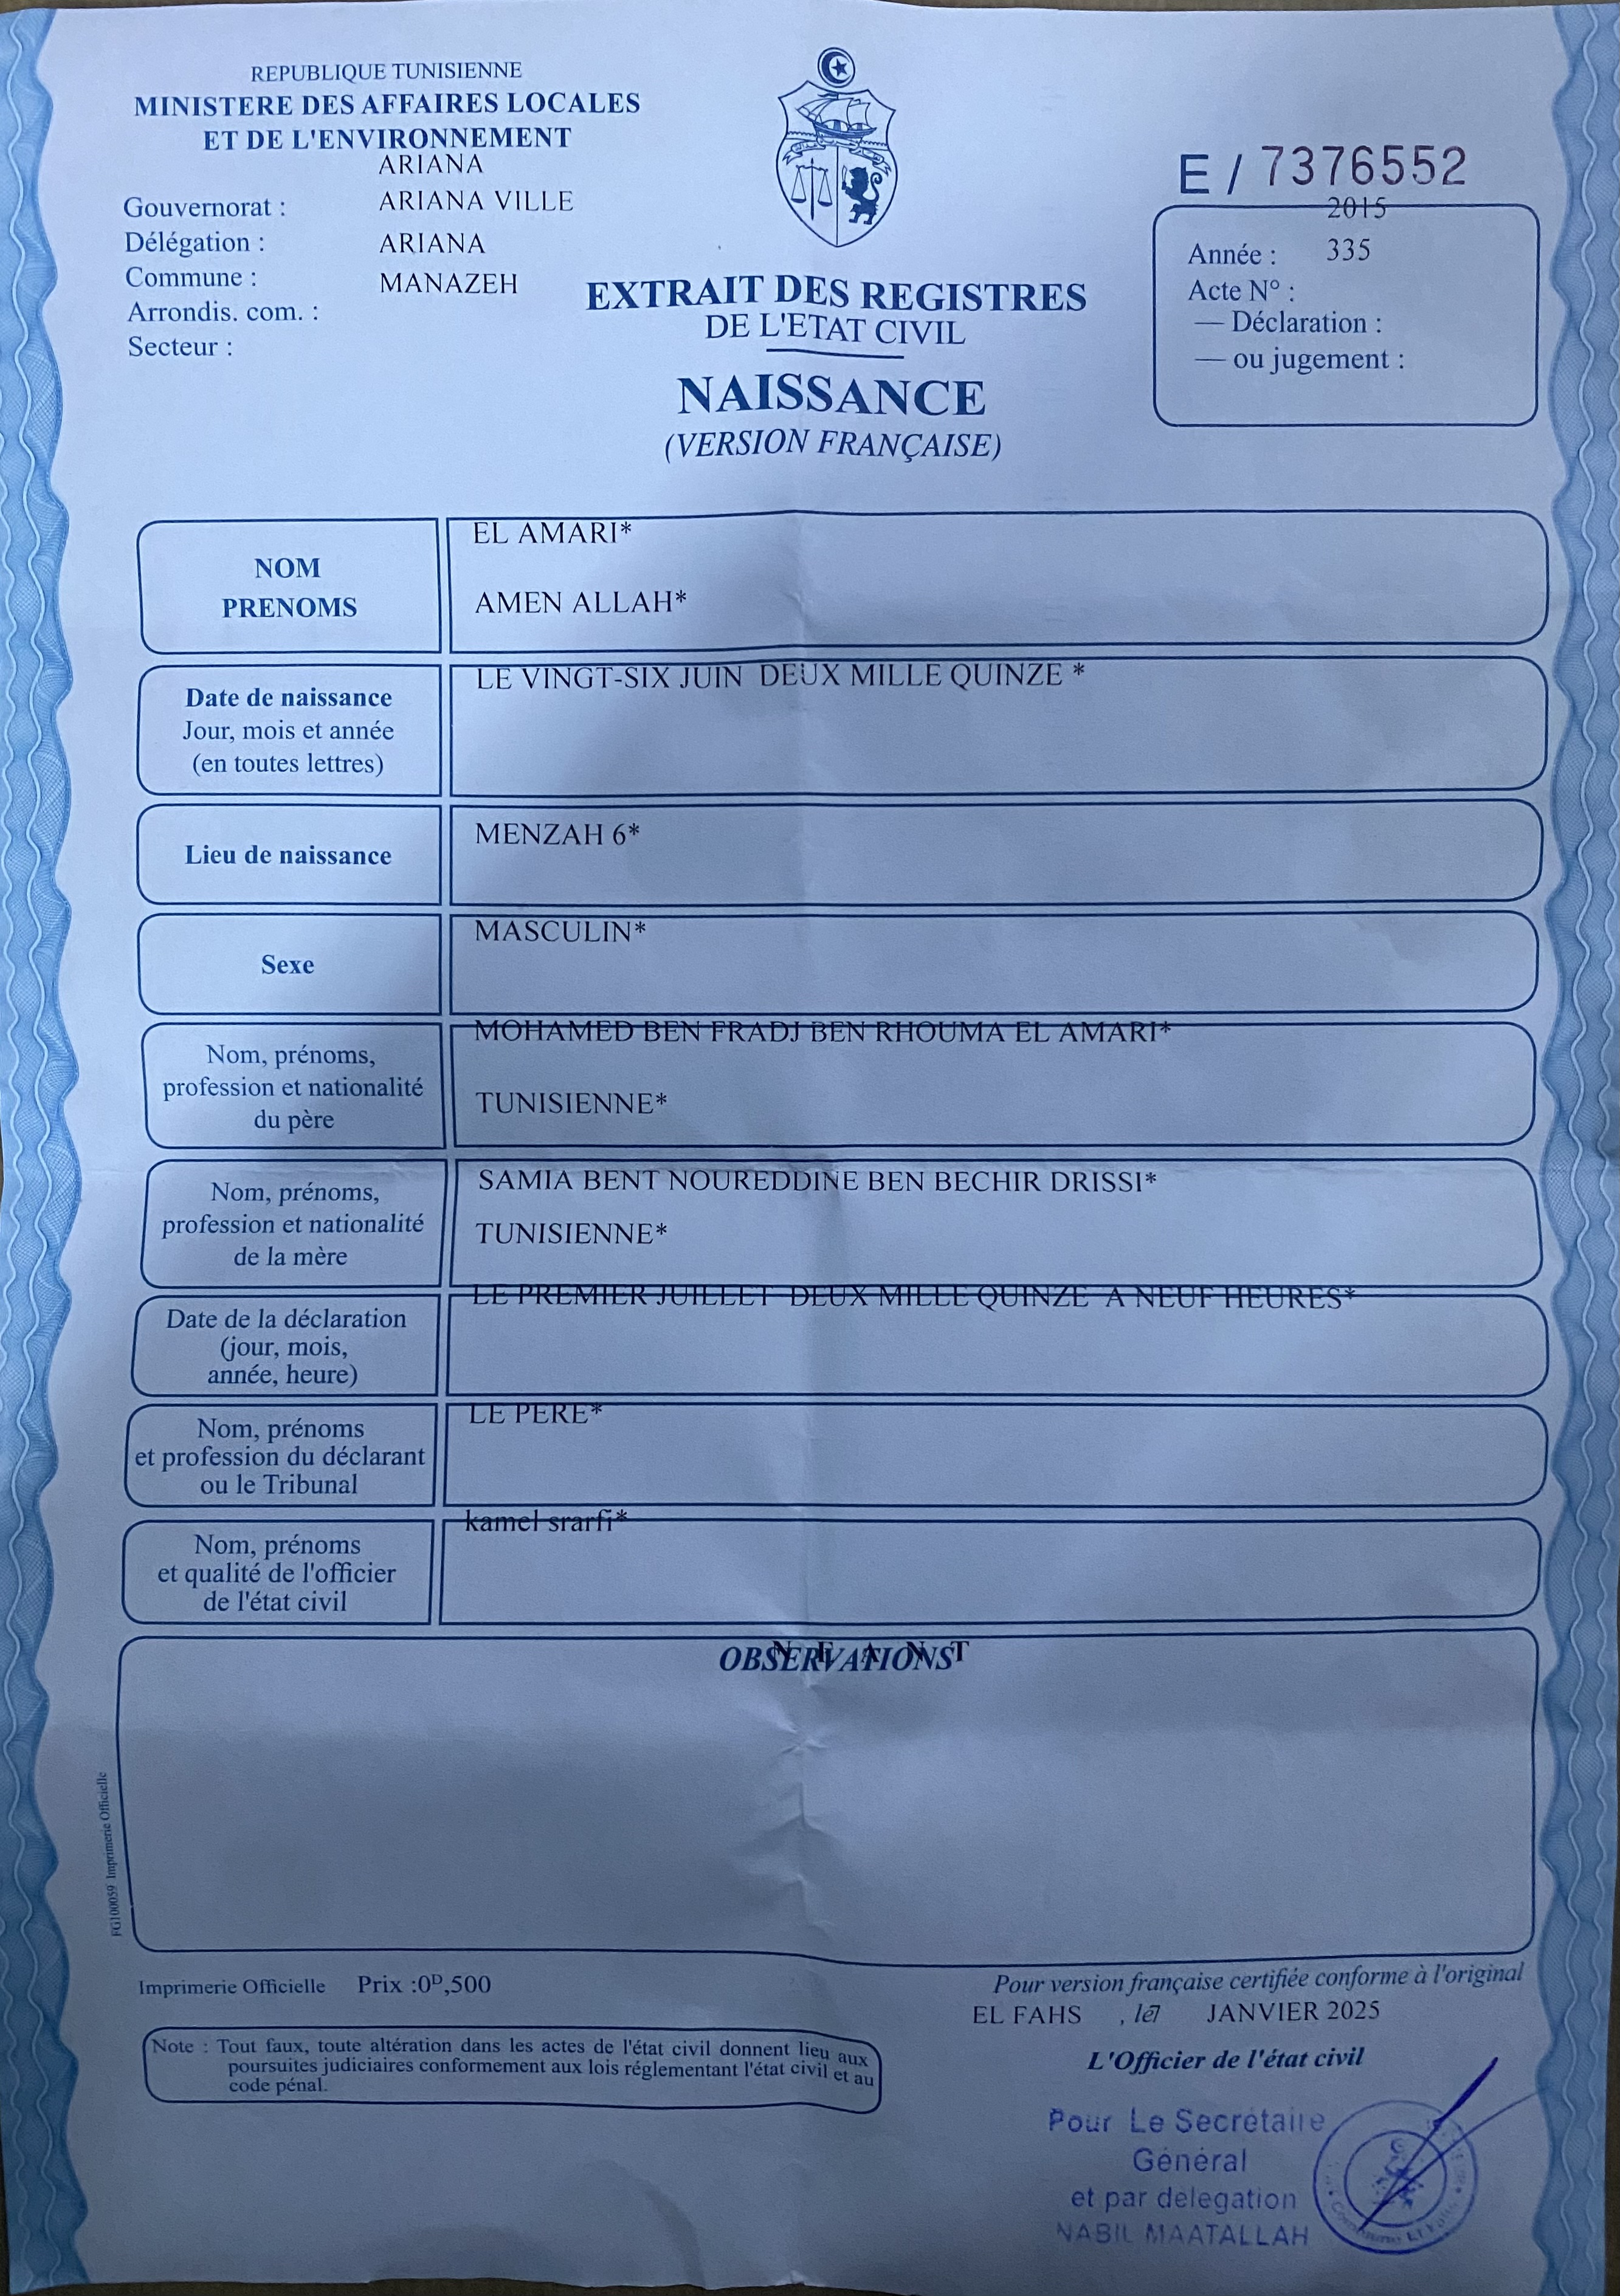 REPUBLIQUE TUNISIENNE
MINISTERE DES AFFAIRES LOCALES
ET DE L'ENVIRONNEMENT
ARIANA
Gouvernorat : ARIANA VILLE
Délégation : ARIANA
Commune : MANAZEH
Arrondis. com. :
Secteur :
E / 7376552
2015
Année : 335
Acte N° :
— Déclaration :
— ou jugement :
EXTRAIT DES REGISTRES
DE L'ETAT CIVIL
NAISSANCE
(VERSION FRANÇAISE)
NOM
PRENOMS
EL AMARI*
AMEN ALLAH*
Date de naissance
Jour, mois et année
(en toutes lettres)
LE VINGT-SIX JUIN DEUX MILLE QUINZE *
Lieu de naissance
MENZAH 6*
Sexe
MASCULIN*
Nom, prénoms,
profession et nationalité
du père
MOHAMED BEN FRADJ BEN RHOUMA EL AMARI*
TUNISIENNE*
Nom, prénoms,
profession et nationalité
de la mère
SAMIA BENT NOUREDDINE BEN BECHIR DRISSI*
TUNISIENNE*
Date de la déclaration
(jour, mois,
année, heure)
LE PREMIER JUILLET DEUX MILLE QUINZE A NEUF HEURES*
Nom, prénoms
et profession du déclarant
ou le Tribunal
LE PERE*
Nom, prénoms
et qualité de l'officier
de l'état civil
kamel srarfi*
N E A N T
OBSERVATIONS
FG100059 Imprimerie Officielle
Imprimerie Officielle Prix :0D,500
Pour version française certifiée conforme à l'original
EL FAHS , le 7 JANVIER 2025
L'Officier de l'état civil
Note : Tout faux, toute altération dans les actes de l'état civil donnent lieu aux
poursuites judiciaires conformement aux lois réglementant l'état civil et au
code pénal.
Pour Le Secrétaire
Général
et par delegation
NABIL MAATALLAH